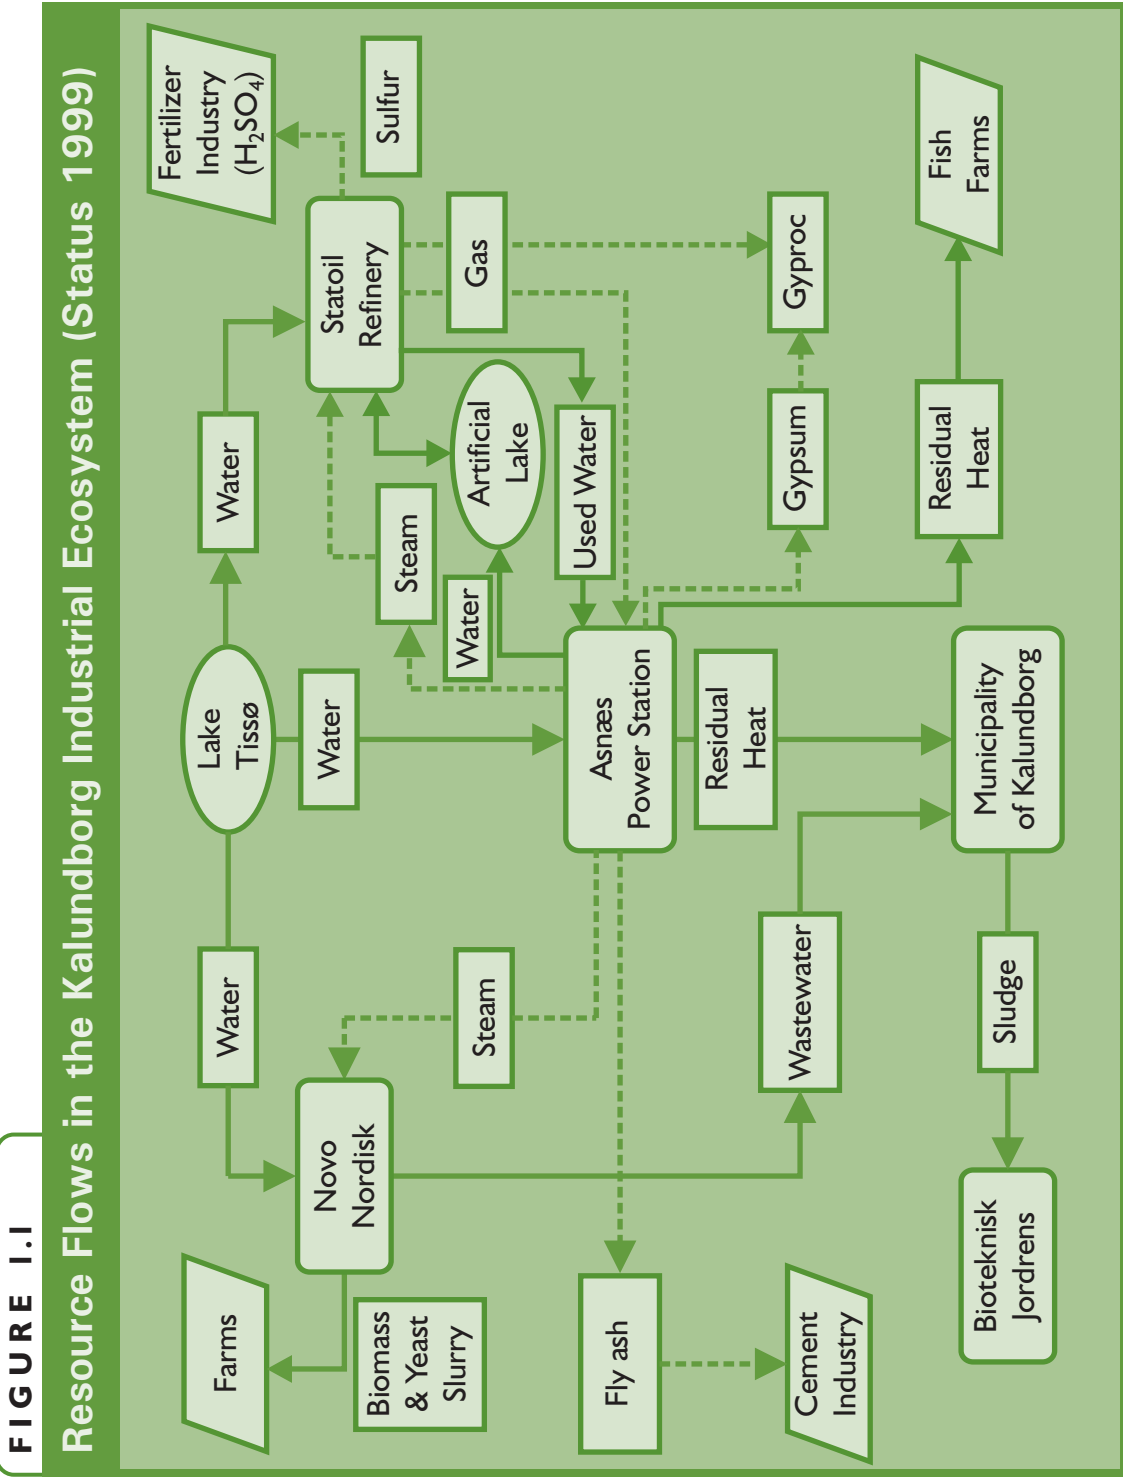 FIGURE 1.1
Resource Flows in the Kalundborg Industrial Ecosystem (Status 1999)
Farms
Biomass
& Yeast
Slurry
Novo
Nordisk
Water
Lake
Tissø
Water
Water
Statoil
Refinery
Fertilizer
Industry
(H₂SO₄)
Sulfur
Steam
Steam
Water
Artificial
Lake
Gas
Used Water
Fly ash
Cement
Industry
Asnæs
Power Station
Residual
Heat
Wastewater
Gypsum
Gyproc
Residual
Heat
Fish
Farms
Municipality
of Kalundborg
Sludge
Bioteknisk
Jordrens